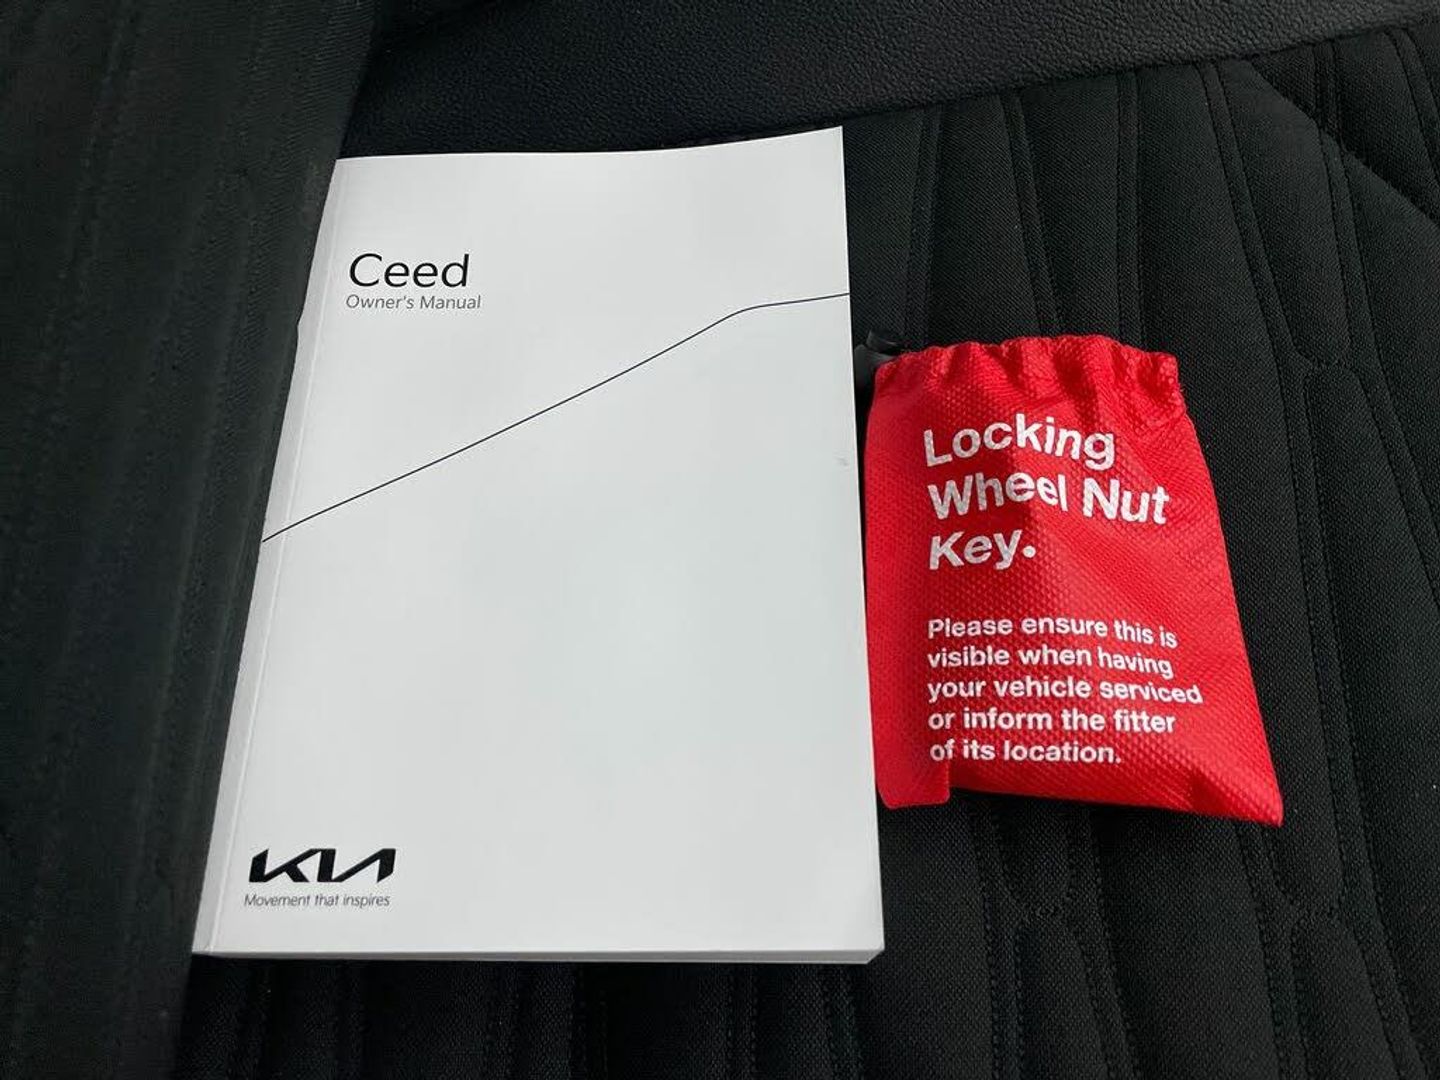 Ceed
Owner's Manual
KIA
Movement that inspires
Locking
Wheel Nut
Key.
Please ensure this is
visible when having
your vehicle serviced
or inform the fitter
of its location.